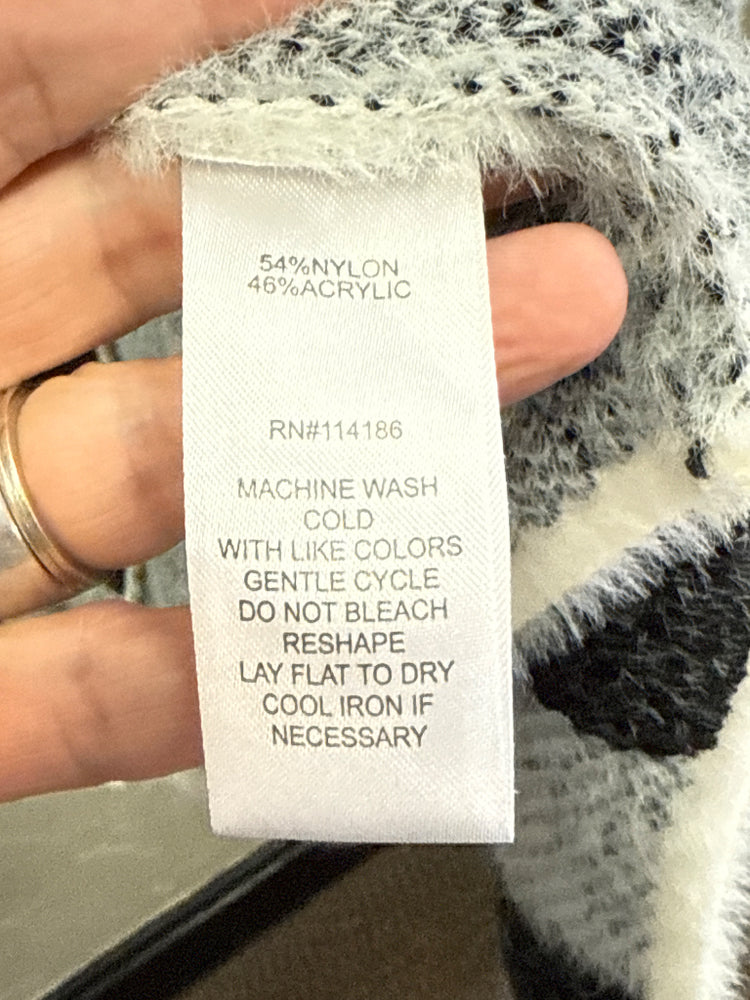 54%NYLON
46%ACRYLIC
RN#114186
MACHINE WASH
COLD
WITH LIKE COLORS
GENTLE CYCLE
DO NOT BLEACH
RESHAPE
LAY FLAT TO DRY
COOL IRON IF
NECESSARY